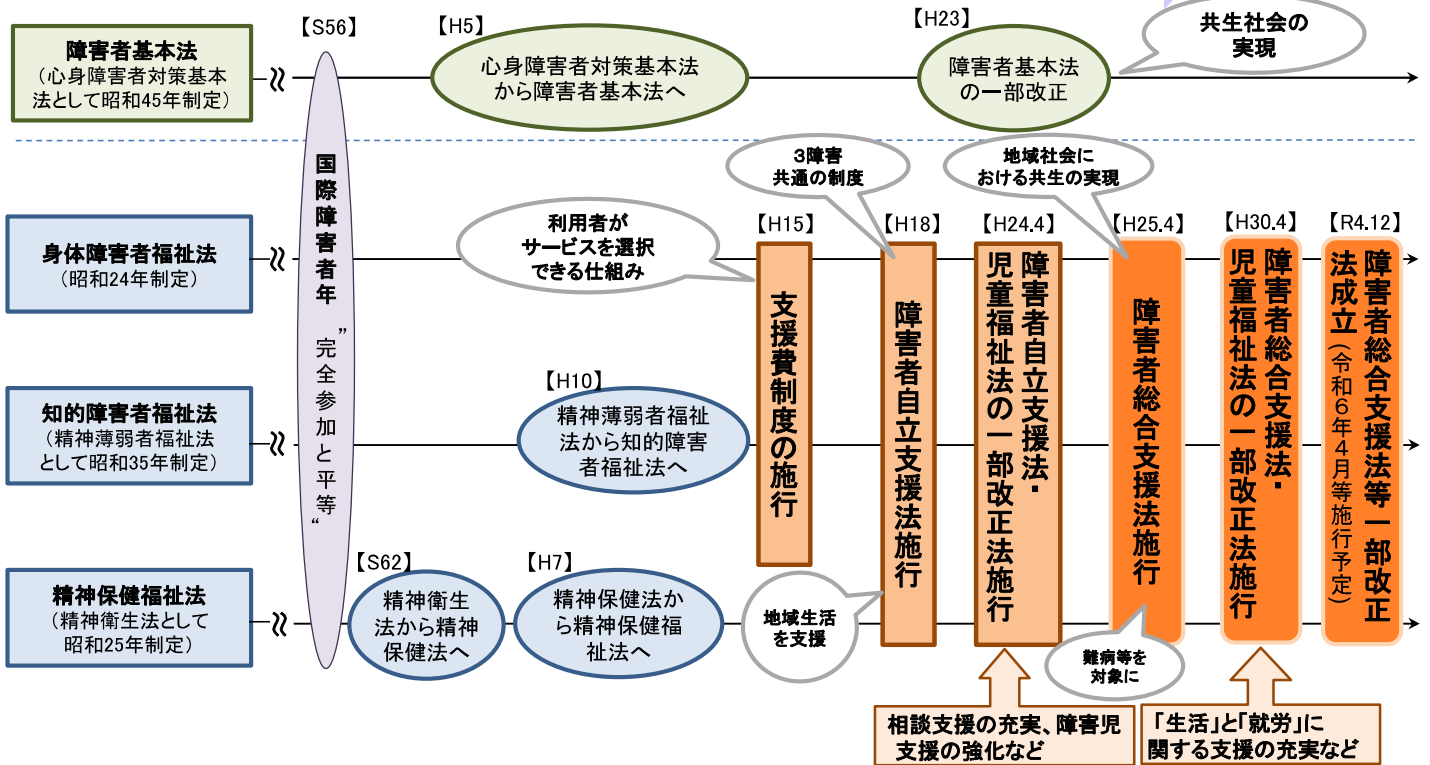 障害者基本法
（心身障害者対策基本
法として昭和45年制定）
【S56】
【H5】
心身障害者対策基本法
から障害者基本法へ
【H23】
障害者基本法
の一部改正
共生社会の
実現
国際障害者年 ”完全参加と平等“
身体障害者福祉法
（昭和24年制定）
知的障害者福祉法
（精神薄弱者福祉法
として昭和35年制定）
精神保健福祉法
（精神衛生法として
昭和25年制定）
【S62】
精神衛生
法から精神
保健法へ
【H7】
精神保健法か
ら精神保健福
祉法へ
【H10】
精神薄弱者福祉
法から知的障害
者福祉法へ
利用者が
サービスを選択
できる仕組み
【H15】
支援費制度の施行
3障害
共通の制度
【H18】
障害者自立支援法施行
地域生活
を支援
【H24.4】
障害者自立支援法・
児童福祉法の一部改正法施行
相談支援の充実、障害児
支援の強化など
地域社会に
おける共生の実現
【H25.4】
障害者総合支援法施行
難病等を
対象に
【H30.4】
障害者総合支援法・
児童福祉法の一部改正法施行
「生活」と「就労」に
関する支援の充実など
【R4.12】
障害者総合支援法等一部改正
法成立（令和６年４月等施行予定）